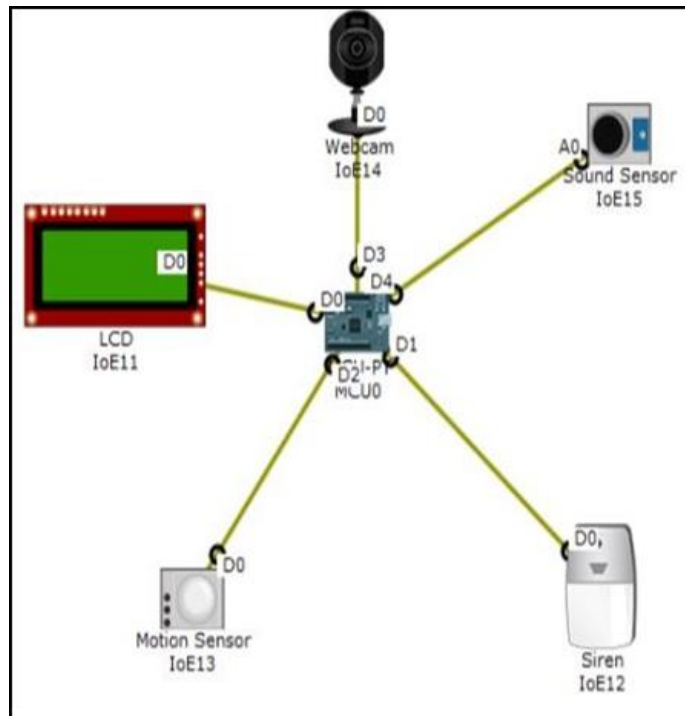 D0
Webcam
IoE14
A0
Sound Sensor
IoE15
D3
D4
D0
D0
LCD
IoE11
D1
D2
MCU0
D0
Motion Sensor
IoE13
D0,
Siren
IoE12